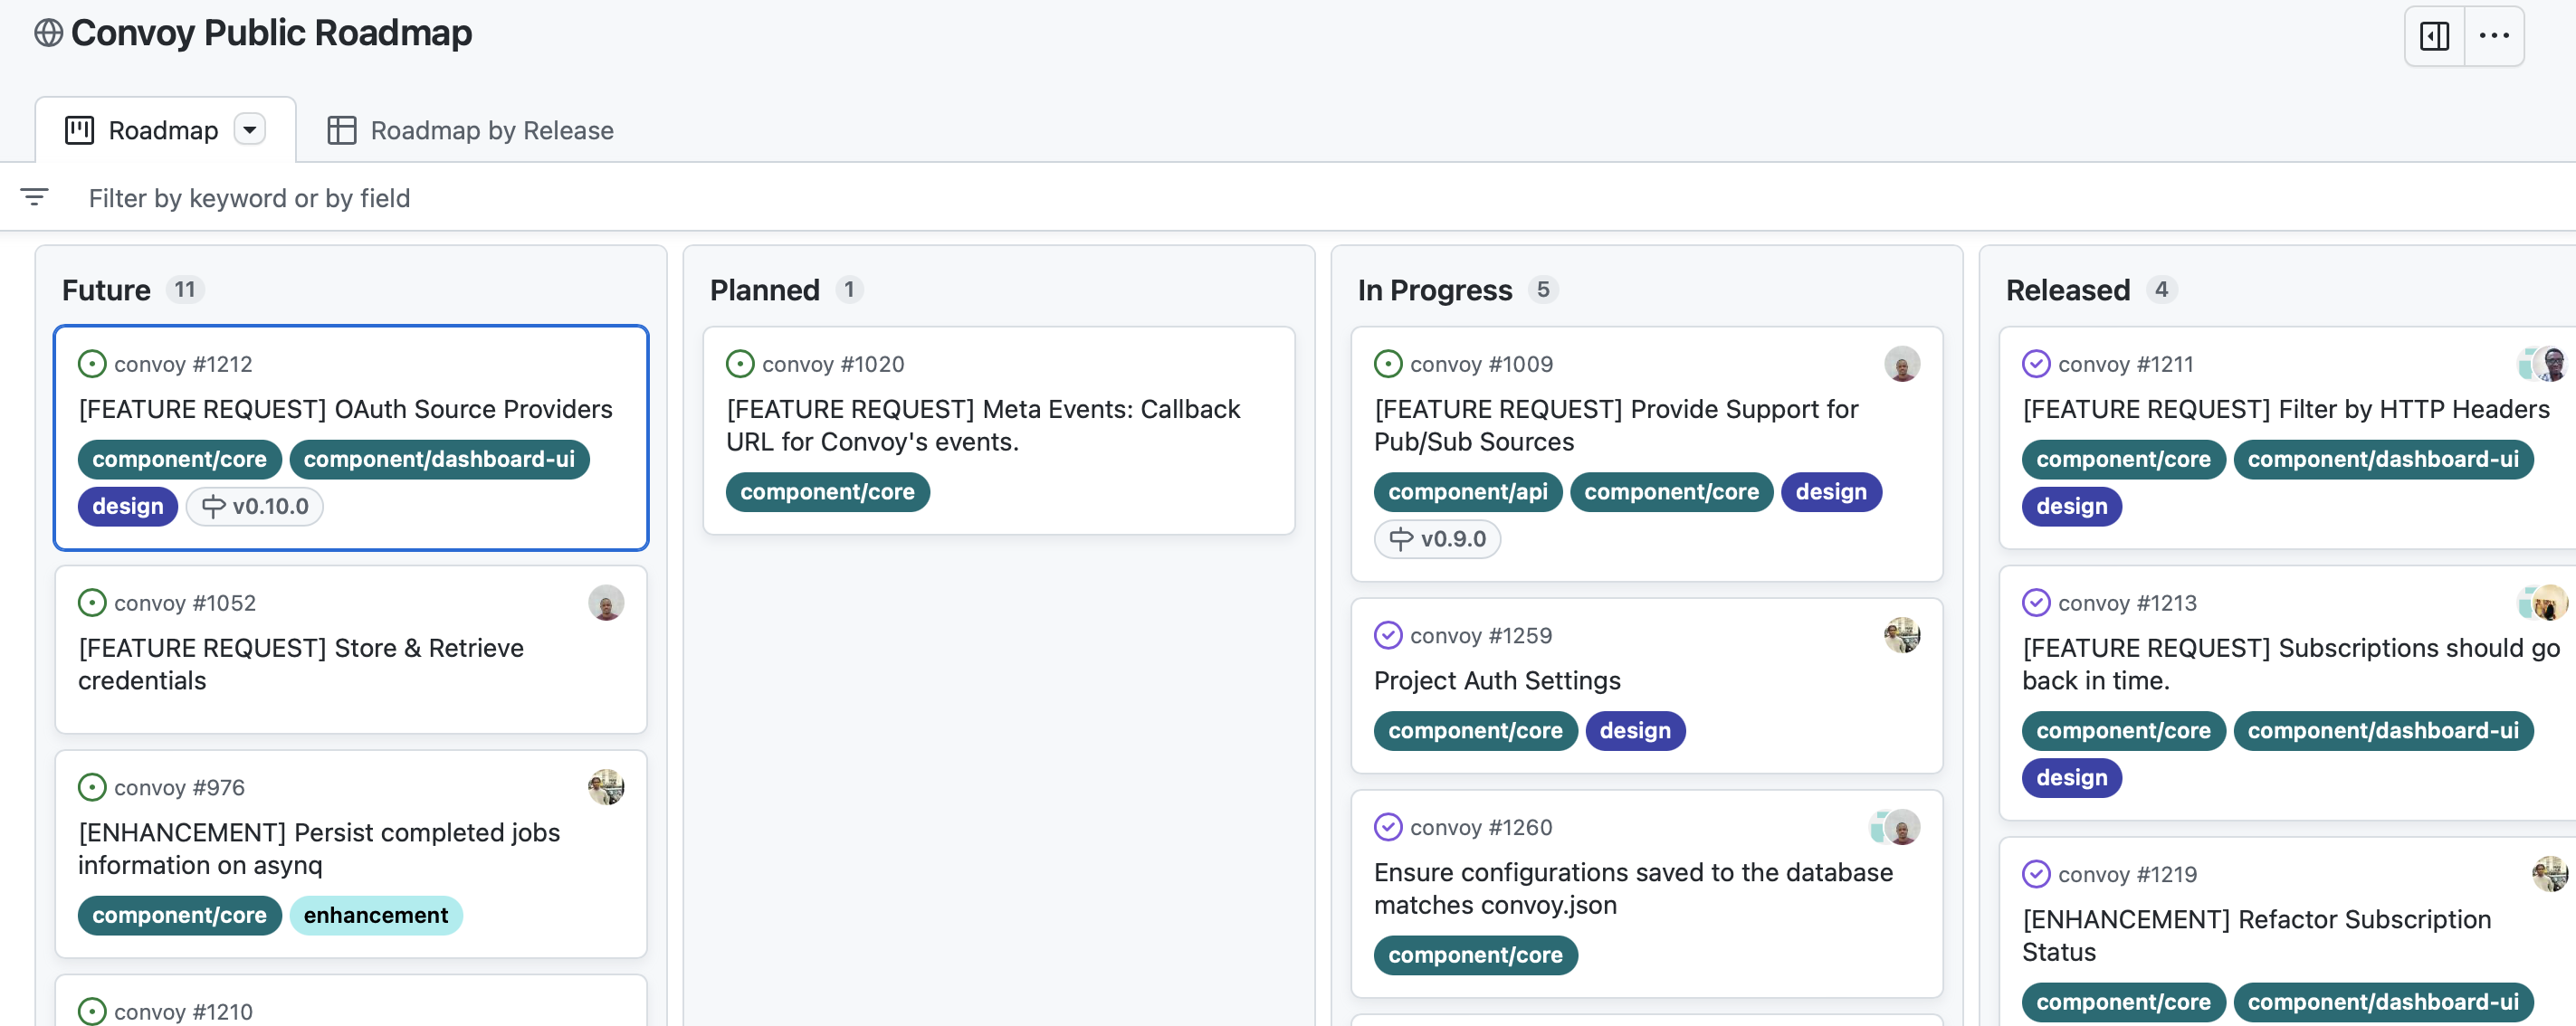 Convoy Public Roadmap
Roadmap
Roadmap by Release
Filter by keyword or by field
Future 11
convoy #1212
[FEATURE REQUEST] OAuth Source Providers
component/core component/dashboard-ui
design v0.10.0
convoy #1052
[FEATURE REQUEST] Store & Retrieve
credentials
convoy #976
[ENHANCEMENT] Persist completed jobs
information on asynq
component/core enhancement
convoy #1210
Planned 1
convoy #1020
[FEATURE REQUEST] Meta Events: Callback
URL for Convoy's events.
component/core
In Progress 5
convoy #1009
[FEATURE REQUEST] Provide Support for
Pub/Sub Sources
component/api component/core design
v0.9.0
convoy #1259
Project Auth Settings
component/core design
convoy #1260
Ensure configurations saved to the database
matches convoy.json
component/core
Released 4
convoy #1211
[FEATURE REQUEST] Filter by HTTP Headers
component/core component/dashboard-ui
design
convoy #1213
[FEATURE REQUEST] Subscriptions should go
back in time.
component/core component/dashboard-ui
design
convoy #1219
[ENHANCEMENT] Refactor Subscription
Status
component/core component/dashboard-ui